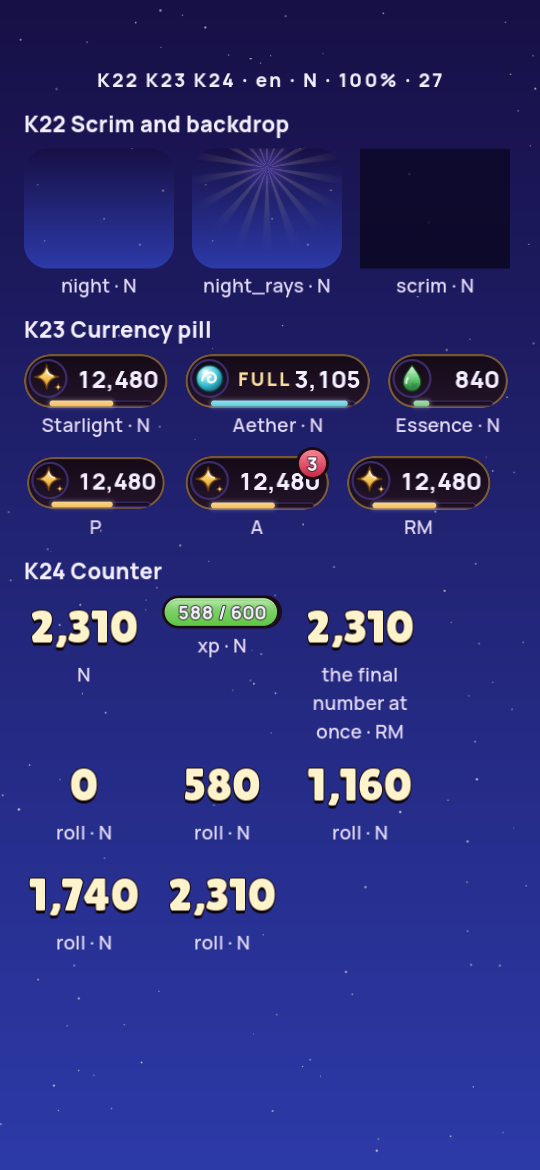 K22 K23 K24 · en · N · 100% · 27
K22 Scrim and backdrop
night · N
night_rays · N
scrim · N
K23 Currency pill
12,480
FULL 3,105
840
Starlight · N
Aether · N
Essence · N
12,480
12,480
3
12,480
P
A
RM
K24 Counter
2,310
588 / 600
2,310
xp · N
N
the final
number at
once · RM
0
580
1,160
roll · N
roll · N
roll · N
1,740
2,310
roll · N
roll · N